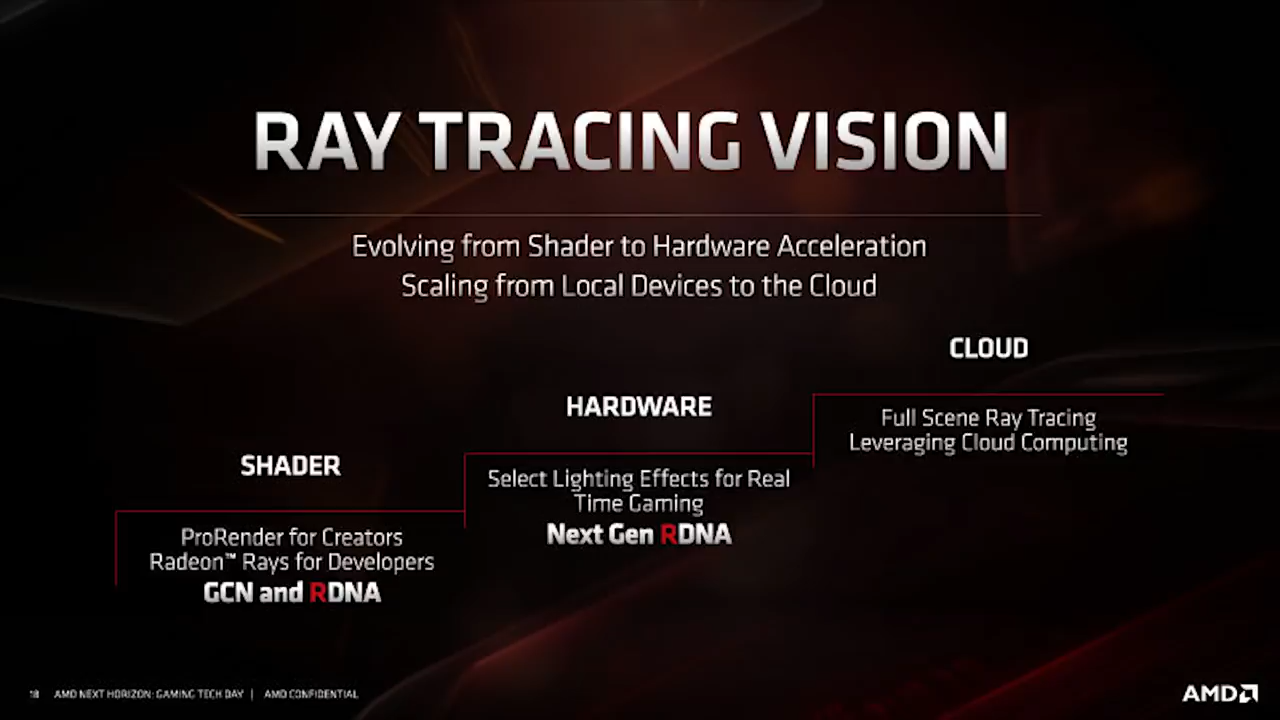 RAY TRACING VISION
Evolving from Shader to Hardware Acceleration
Scaling from Local Devices to the Cloud
SHADER
ProRender for Creators
Radeon™ Rays for Developers
GCN and RDNA
HARDWARE
Select Lighting Effects for Real
Time Gaming
Next Gen RDNA
CLOUD
Full Scene Ray Tracing
Leveraging Cloud Computing
18 AMD NEXT HORIZON: GAMING TECH DAY | AMD CONFIDENTIAL
AMD